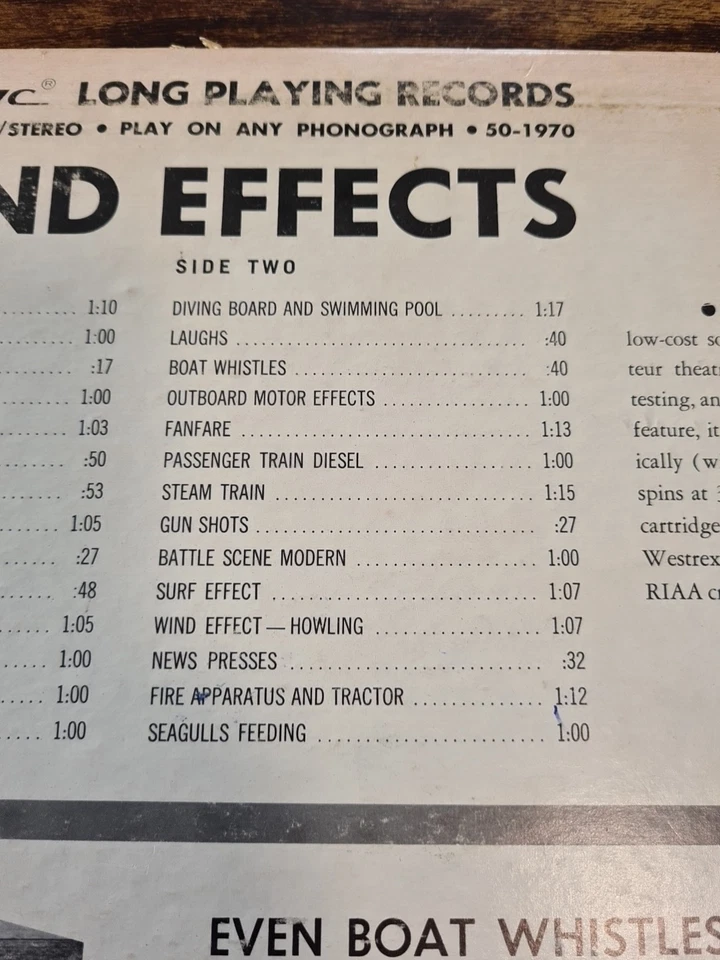 LONG PLAYING RECORDS
/STEREO • PLAY ON ANY PHONOGRAPH • 50-1970
ND EFFECTS
SIDE TWO
.......... 1:10
.......... 1:00
.......... :17
.......... 1:00
.......... 1:03
.......... :50
.......... :53
.......... 1:05
.......... :27
.......... :48
.......... 1:05
.......... 1:00
.......... 1:00
.......... 1:00
DIVING BOARD AND SWIMMING POOL ......... 1:17
LAUGHS .............................. :40
BOAT WHISTLES ........................ :40
OUTBOARD MOTOR EFFECTS ................. 1:00
FANFARE .............................. 1:13
PASSENGER TRAIN DIESEL .................. 1:00
STEAM TRAIN ........................... 1:15
GUN SHOTS ............................ :27
BATTLE SCENE MODERN .................... 1:00
SURF EFFECT ........................... 1:07
WIND EFFECT — HOWLING .................. 1:07
NEWS PRESSES .......................... :32
FIRE APPARATUS AND TRACTOR .............. 1:12
SEAGULLS FEEDING ........................ 1:00
•
low-cost so
teur theat
testing, an
feature, it
ically (w
spins at
cartridge
Westrex
RIAA c
EVEN BOAT WHISTLES